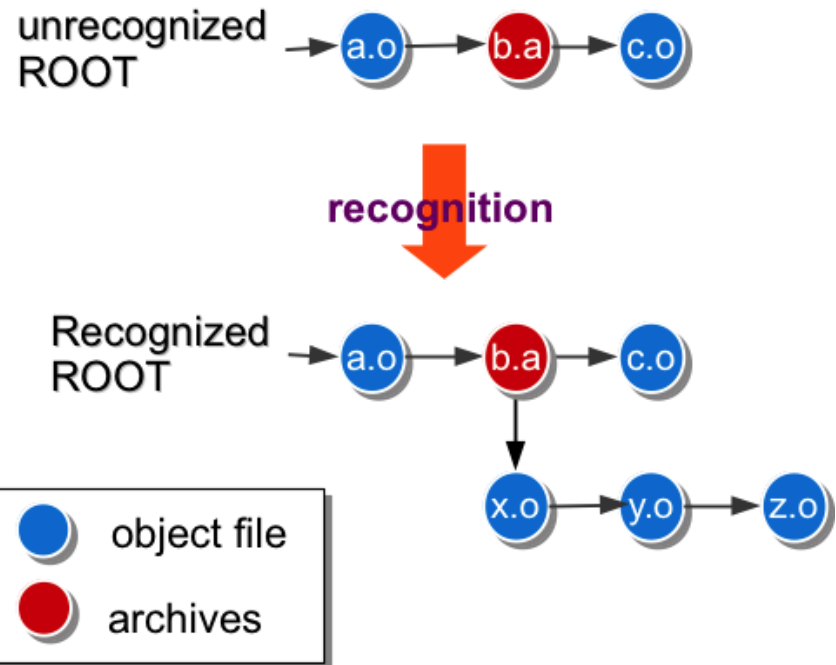 unrecognized
ROOT
a.o
b.a
c.o
recognition
Recognized
ROOT
a.o
b.a
c.o
x.o
y.o
z.o
object file
archives